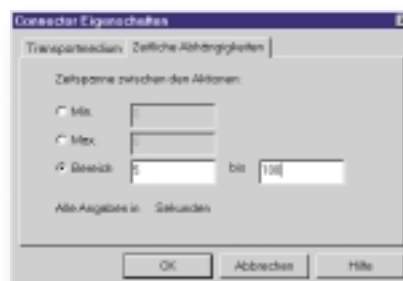 Connector Eigenschaften
Transportmedium Zeitliche Abhängigkeiten
Zeitspanne zwischen den Aktionen:
Min.
Max.
Bereich 5 bis 100
Alle Angaben in Sekunden
OK Abbrechen Hilfe